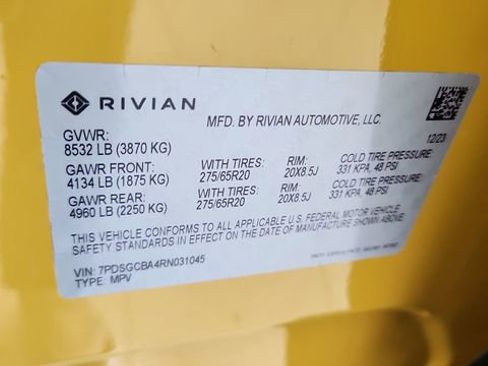 RIVIAN
MFD. BY RIVIAN AUTOMOTIVE, LLC.
GVWR:
8532 LB (3870 KG)
12/23
GAWR FRONT: WITH TIRES: RIM: COLD TIRE PRESSURE:
4134 LB (1875 KG) 275/65R20 20X8.5J 331 KPA, 48 PSI
GAWR REAR: WITH TIRES: RIM: COLD TIRE PRESSURE:
4960 LB (2250 KG) 275/65R20 20X8.5J 331 KPA, 48 PSI
THIS VEHICLE CONFORMS TO ALL APPLICABLE U.S. FEDERAL MOTOR VEHICLE
SAFETY STANDARDS IN EFFECT ON THE DATE OF MANUFACTURE SHOWN ABOVE.
VIN: 7PDSGCBA4RN031045
TYPE: MPV